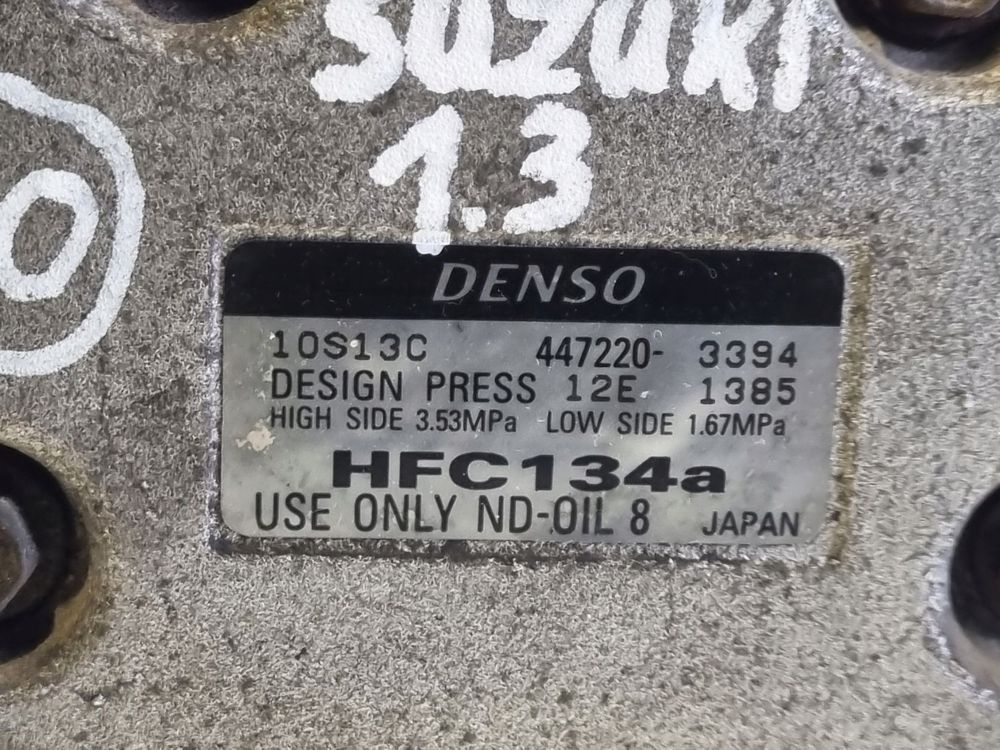 SUZUKI
1.3
0
DENSO
10S13C 447220- 3394
DESIGN PRESS 12E 1385
HIGH SIDE 3.53MPa LOW SIDE 1.67MPa
HFC134a
USE ONLY ND-OIL 8 JAPAN